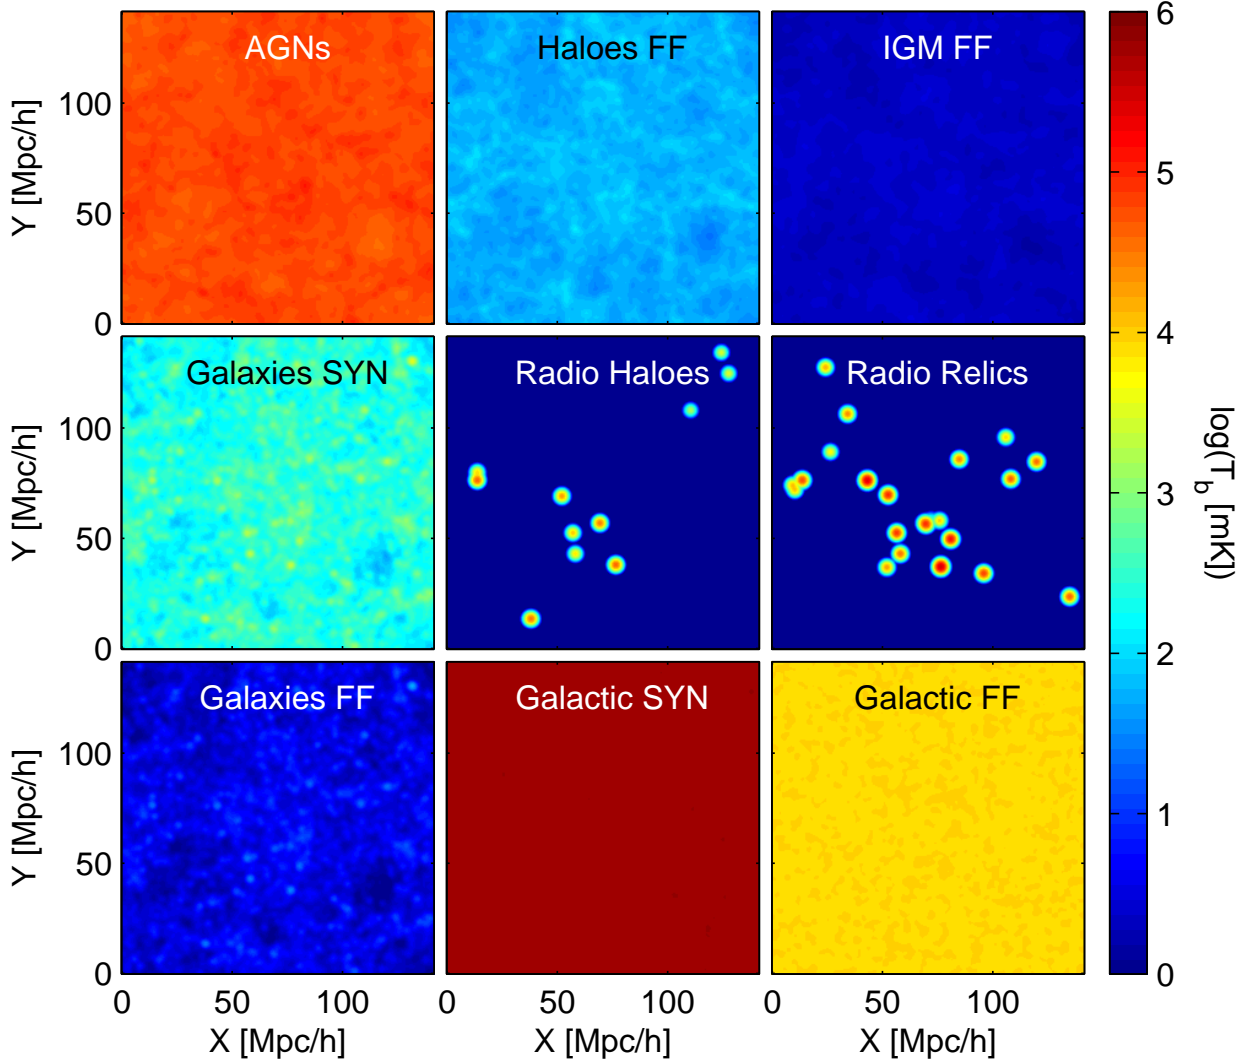 AGNs
Haloes FF
IGM FF
6
100
50
0
Y [Mpc/h]
5
4
Galaxies SYN
Radio Haloes
Radio Relics
100
50
0
Y [Mpc/h]
3
log(T_b [mK])
2
Galaxies FF
Galactic SYN
Galactic FF
100
50
0
Y [Mpc/h]
1
0
0 50 100
0 50 100
0 50 100
X [Mpc/h]
X [Mpc/h]
X [Mpc/h]